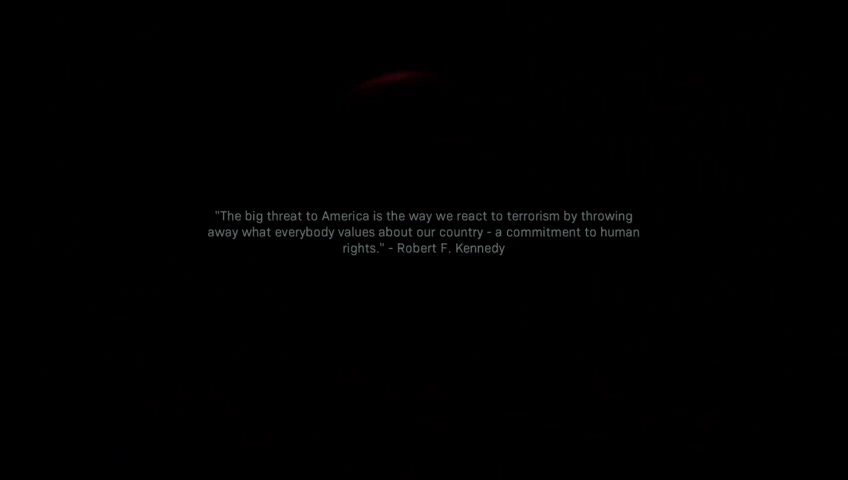 "The big threat to America is the way we react to terrorism by throwing
away what everybody values about our country - a commitment to human
rights." - Robert F. Kennedy